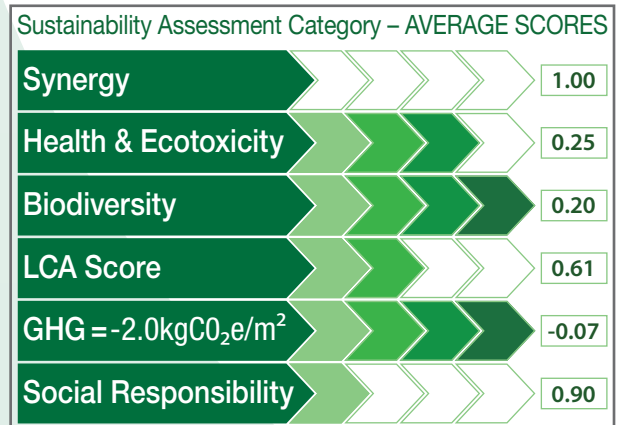 Sustainability Assessment Category – AVERAGE SCORES
Synergy 1.00
Health & Ecotoxicity 0.25
Biodiversity 0.20
LCA Score 0.61
GHG = -2.0kgC0₂e/m² -0.07
Social Responsibility 0.90